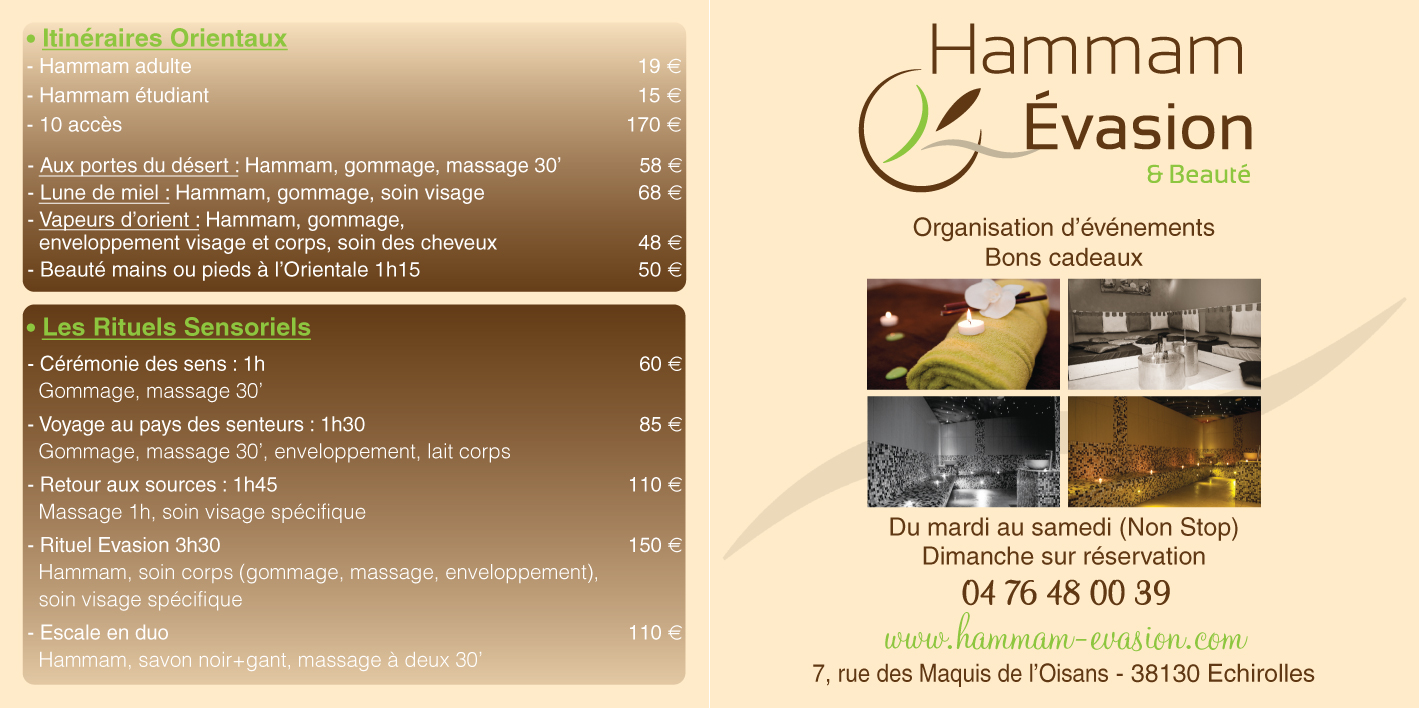 • Itinéraires Orientaux
- Hammam adulte 19 €
- Hammam étudiant 15 €
- 10 accès 170 €
- Aux portes du désert : Hammam, gommage, massage 30’ 58 €
- Lune de miel : Hammam, gommage, soin visage 68 €
- Vapeurs d’orient : Hammam, gommage,
enveloppement visage et corps, soin des cheveux 48 €
- Beauté mains ou pieds à l’Orientale 1h15 50 €
• Les Rituels Sensoriels
- Cérémonie des sens : 1h 60 €
Gommage, massage 30’
- Voyage au pays des senteurs : 1h30 85 €
Gommage, massage 30’, enveloppement, lait corps
- Retour aux sources : 1h45 110 €
Massage 1h, soin visage spécifique
- Rituel Evasion 3h30 150 €
Hammam, soin corps (gommage, massage, enveloppement),
soin visage spécifique
- Escale en duo 110 €
Hammam, savon noir+gant, massage à deux 30’
Hammam
Évasion
& Beauté
Organisation d’événements
Bons cadeaux
Du mardi au samedi (Non Stop)
Dimanche sur réservation
04 76 48 00 39
www.hammam-evasion.com
7, rue des Maquis de l’Oisans - 38130 Echirolles